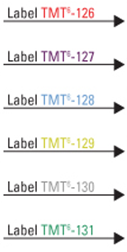 Label TMT⁶-126
Label TMT⁶-127
Label TMT⁶-128
Label TMT⁶-129
Label TMT⁶-130
Label TMT⁶-131